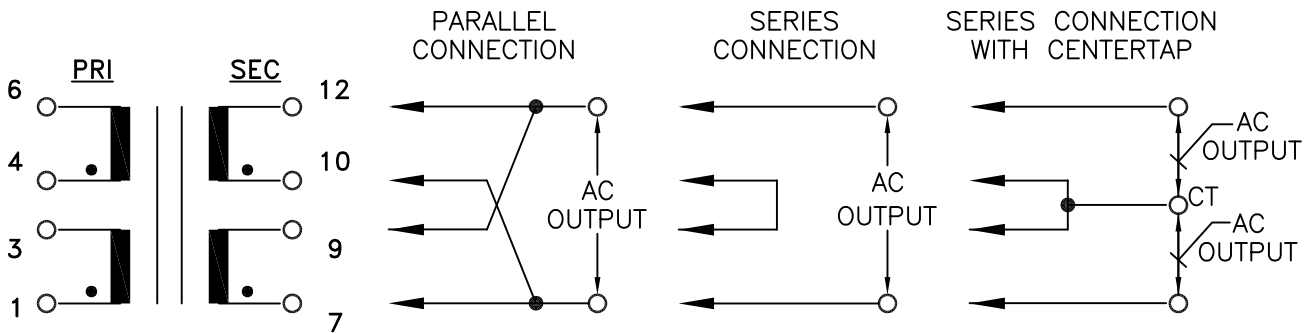 PRI
SEC
6
4
3
1
12
10
9
7
PARALLEL
CONNECTION
AC
OUTPUT
SERIES
CONNECTION
AC
OUTPUT
SERIES CONNECTION
WITH CENTERTAP
AC
OUTPUT
CT
AC
OUTPUT